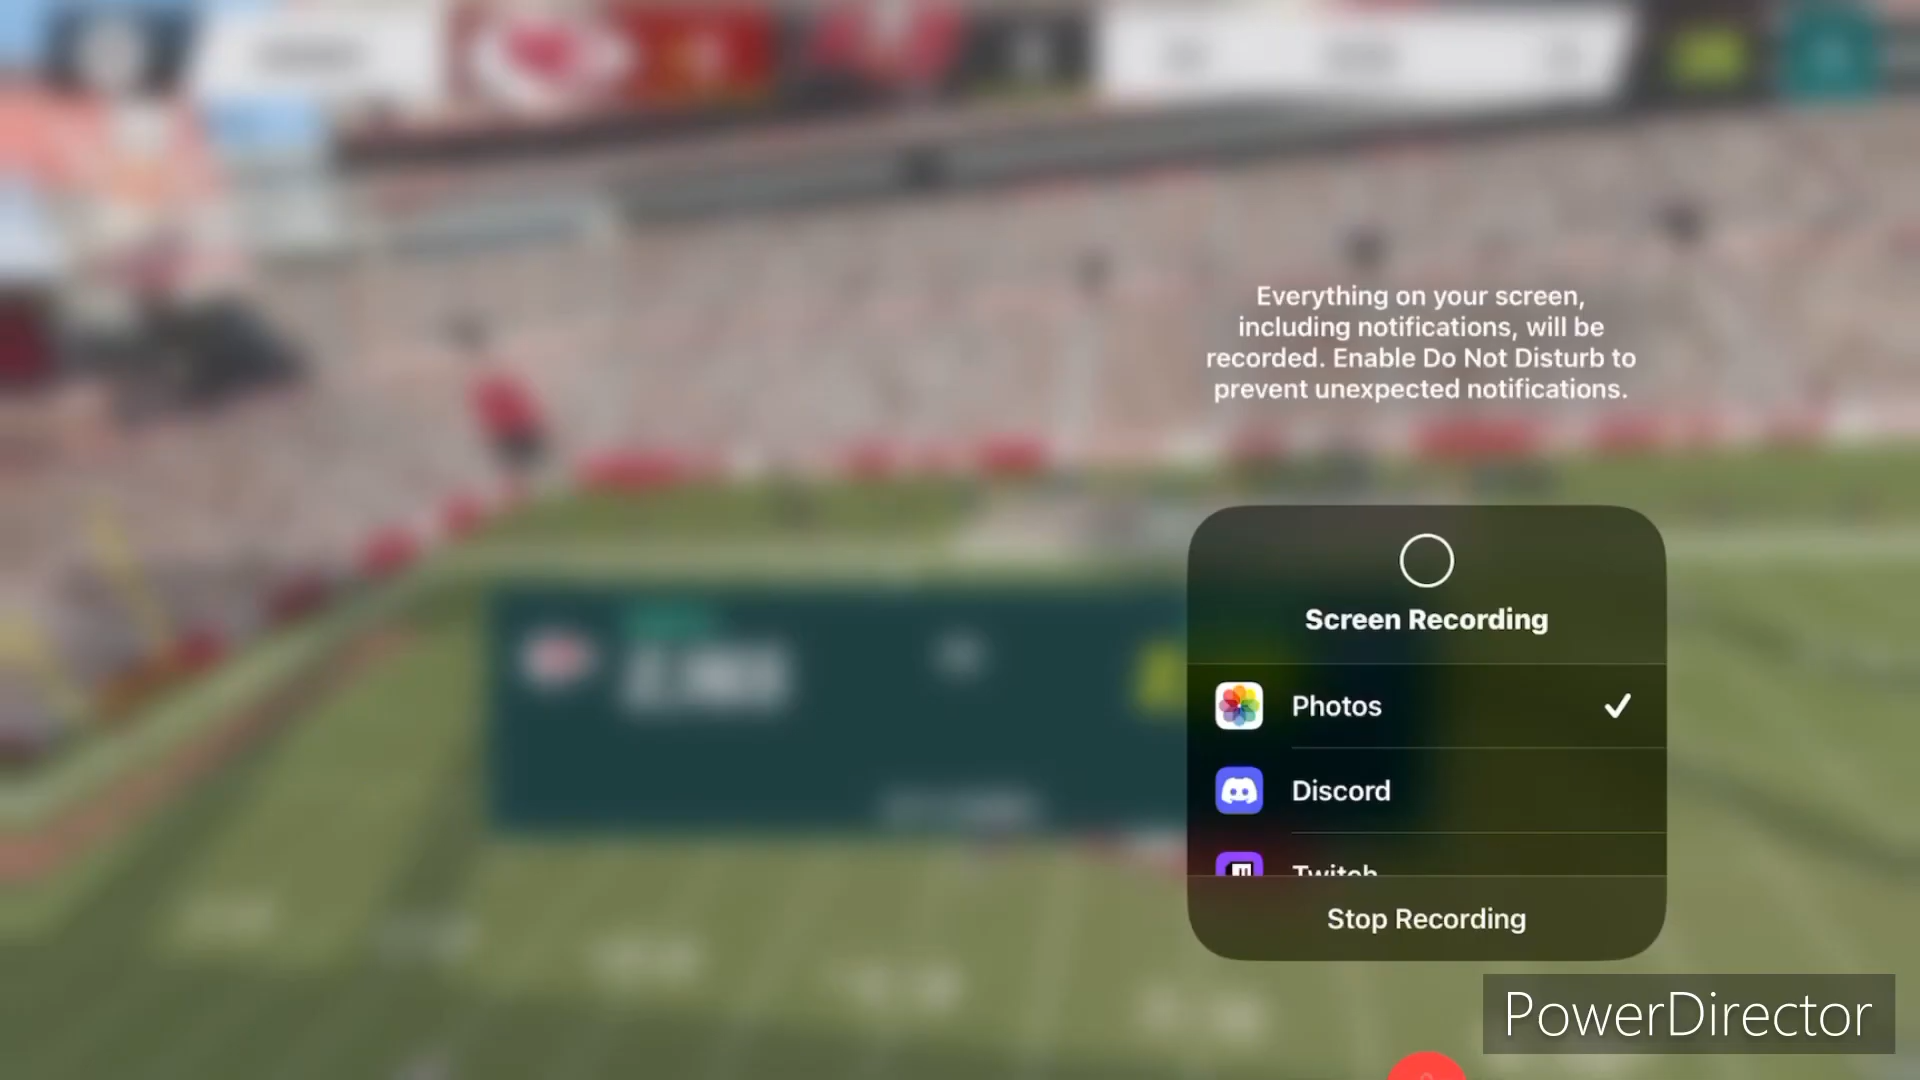 Everything on your screen,
including notifications, will be
recorded. Enable Do Not Disturb to
prevent unexpected notifications.
Screen Recording
Photos
Discord
Twitch
Stop Recording
PowerDirector